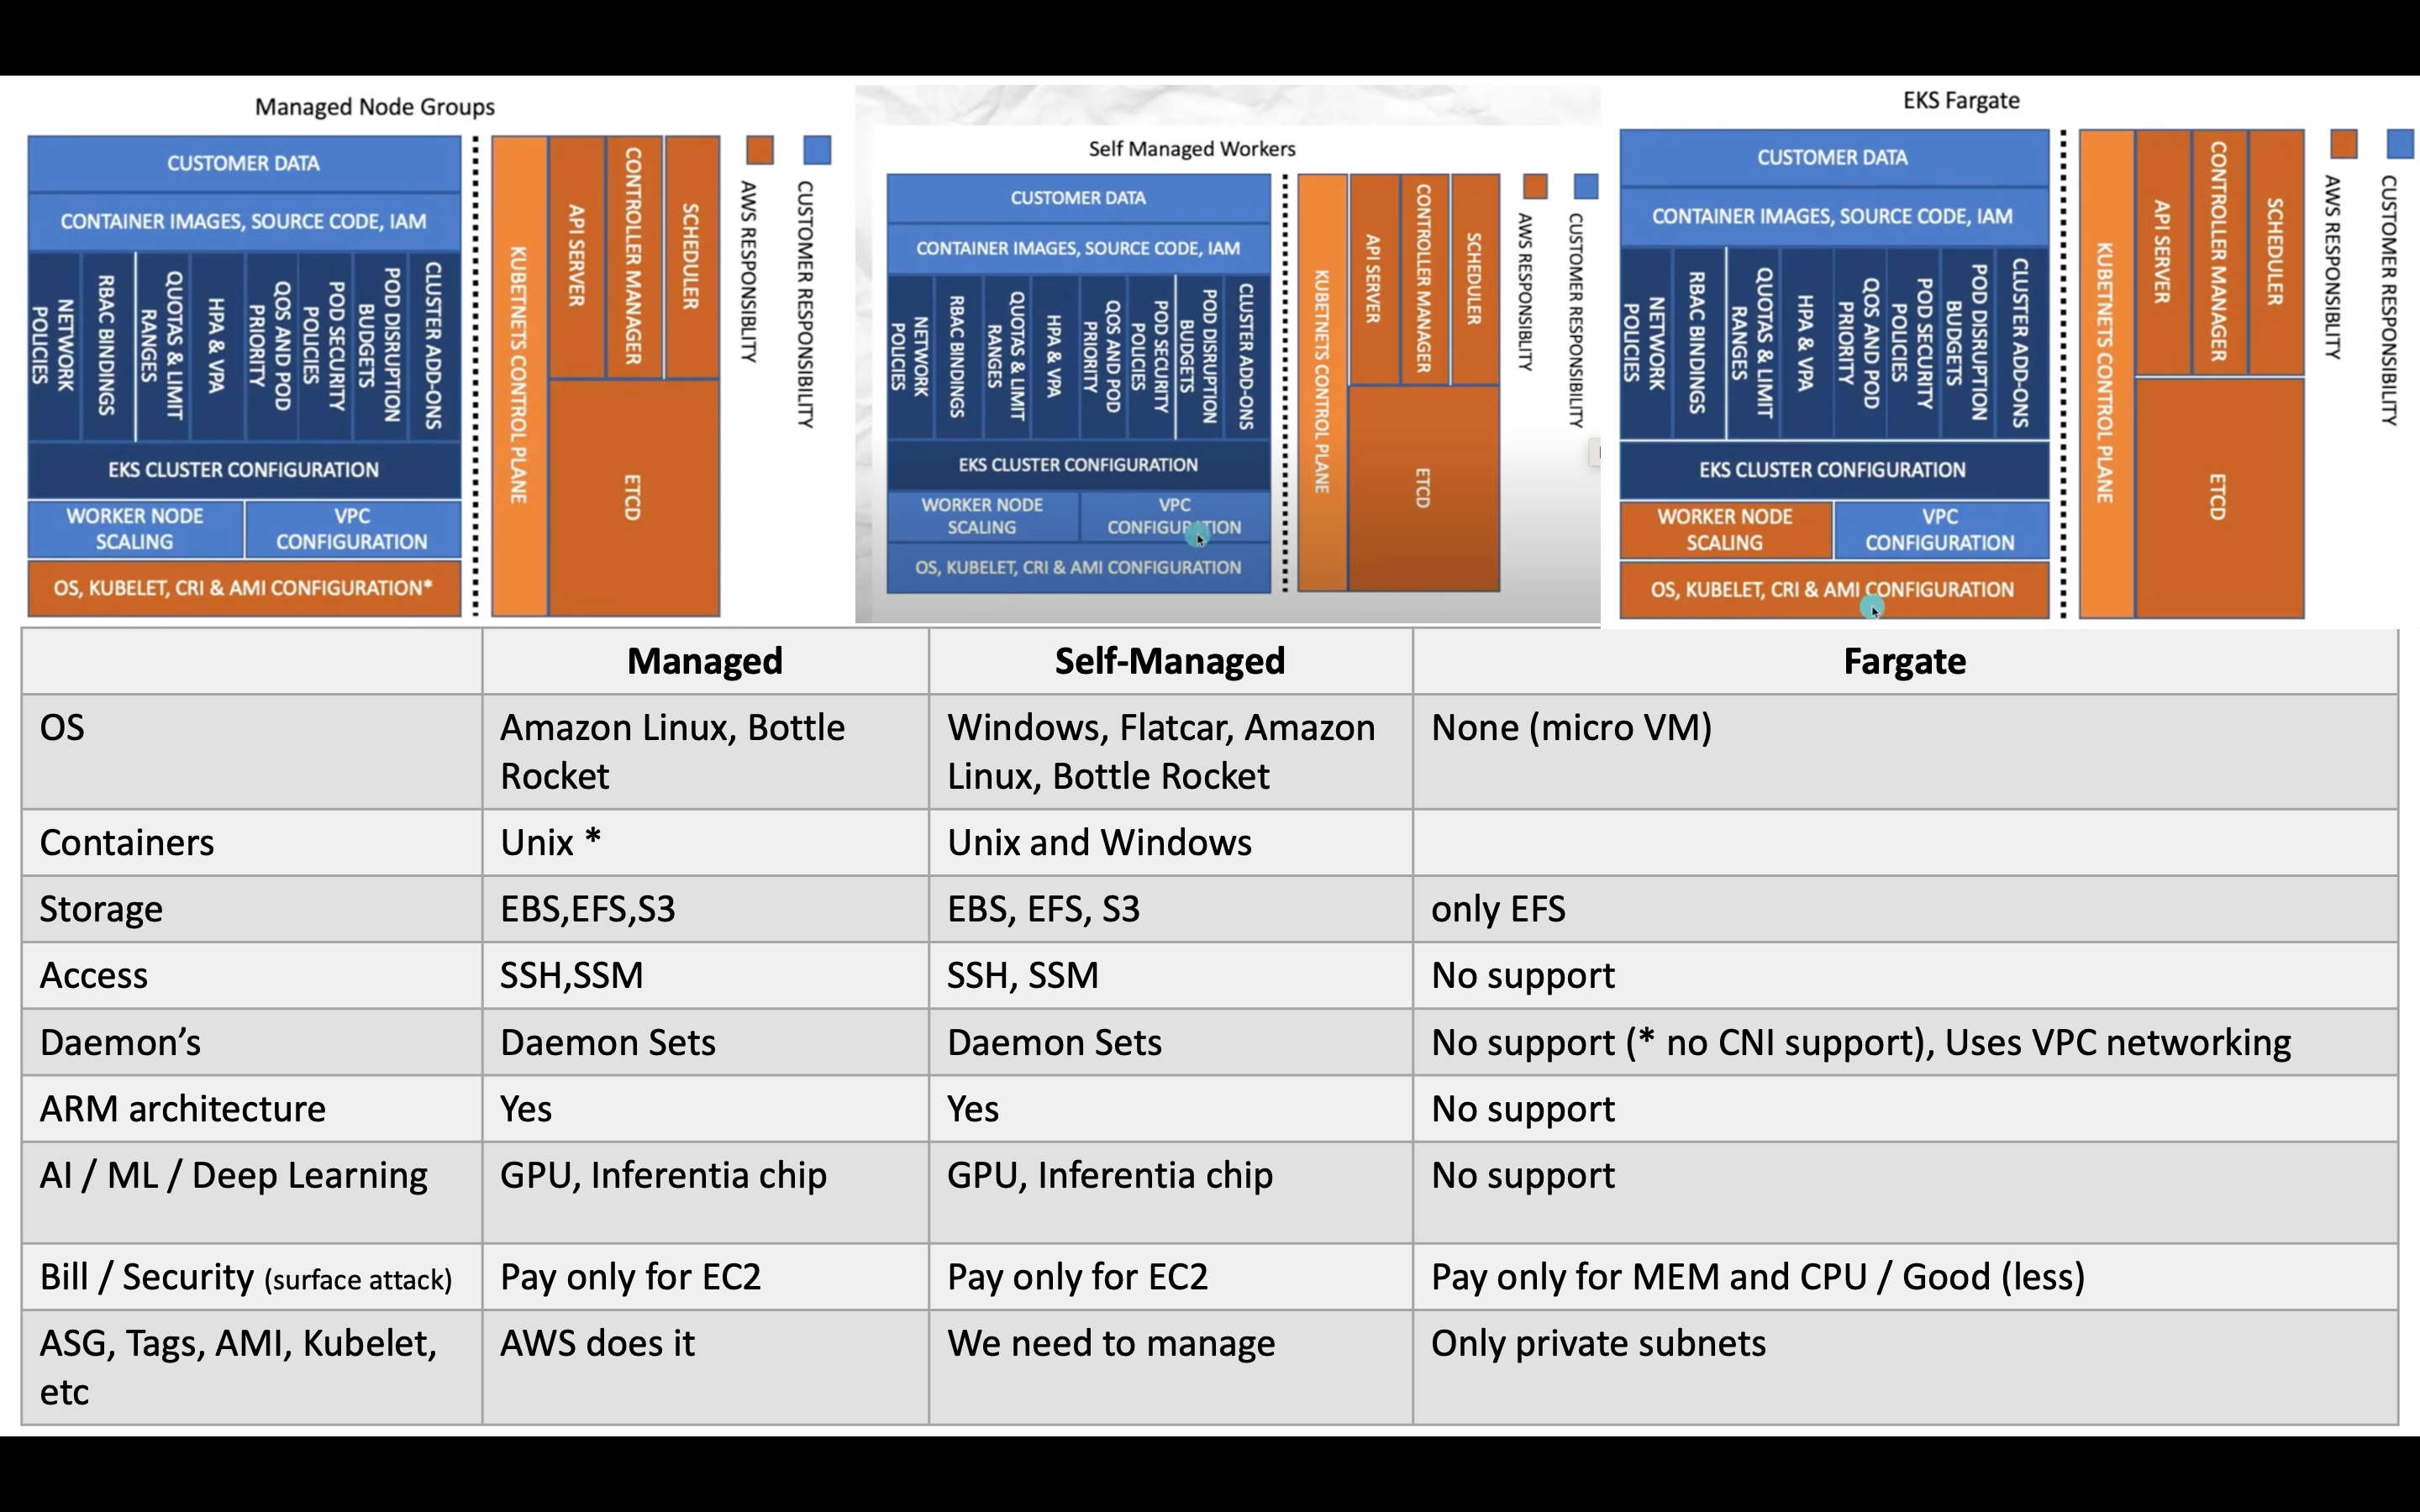 Managed Node Groups
CUSTOMER DATA
CONTAINER IMAGES, SOURCE CODE, IAM
NETWORK
POLICIES
RBAC BINDINGS
QUOTAS & LIMIT
RANGES
HPA & VPA
QOS AND POD
PRIORITY
POD SECURITY
POLICIES
POD DISRUPTION
BUDGETS
CLUSTER ADD-ONS
EKS CLUSTER CONFIGURATION
WORKER NODE
SCALING
VPC
CONFIGURATION
OS, KUBELET, CRI & AMI CONFIGURATION*
KUBETNETS CONTROL PLANE
API SERVER
CONTROLLER MANAGER
SCHEDULER
ETCD
AWS RESPONSIBLITY
CUSTOMER RESPONSIBILITY
Self Managed Workers
CUSTOMER DATA
CONTAINER IMAGES, SOURCE CODE, IAM
NETWORK
POLICIES
RBAC BINDINGS
QUOTAS & LIMIT
RANGES
HPA & VPA
QOS AND POD
PRIORITY
POD SECURITY
POLICIES
POD DISRUPTION
BUDGETS
CLUSTER ADD-ONS
EKS CLUSTER CONFIGURATION
WORKER NODE
SCALING
VPC
CONFIGURATION
OS, KUBELET, CRI & AMI CONFIGURATION
KUBETNETS CONTROL PLANE
API SERVER
CONTROLLER MANAGER
SCHEDULER
ETCD
AWS RESPONSIBLITY
CUSTOMER RESPONSIBILITY
EKS Fargate
CUSTOMER DATA
CONTAINER IMAGES, SOURCE CODE, IAM
NETWORK
POLICIES
RBAC BINDINGS
QUOTAS & LIMIT
RANGES
HPA & VPA
QOS AND POD
PRIORITY
POD SECURITY
POLICIES
POD DISRUPTION
BUDGETS
CLUSTER ADD-ONS
EKS CLUSTER CONFIGURATION
WORKER NODE
SCALING
VPC
CONFIGURATION
OS, KUBELET, CRI & AMI CONFIGURATION
KUBETNETS CONTROL PLANE
API SERVER
CONTROLLER MANAGER
SCHEDULER
ETCD
AWS RESPONSIBLITY
CUSTOMER RESPONSIBILITY
Managed Self-Managed Fargate
OS
Amazon Linux, Bottle
Rocket
Windows, Flatcar, Amazon
Linux, Bottle Rocket
None (micro VM)
Containers Unix * Unix and Windows
Storage EBS,EFS,S3 EBS, EFS, S3 only EFS
Access SSH,SSM SSH, SSM No support
Daemon’s Daemon Sets Daemon Sets No support (* no CNI support), Uses VPC networking
ARM architecture Yes Yes No support
AI / ML / Deep Learning GPU, Inferentia chip GPU, Inferentia chip No support
Bill / Security (surface attack) Pay only for EC2 Pay only for EC2 Pay only for MEM and CPU / Good (less)
ASG, Tags, AMI, Kubelet,
etc
AWS does it We need to manage Only private subnets